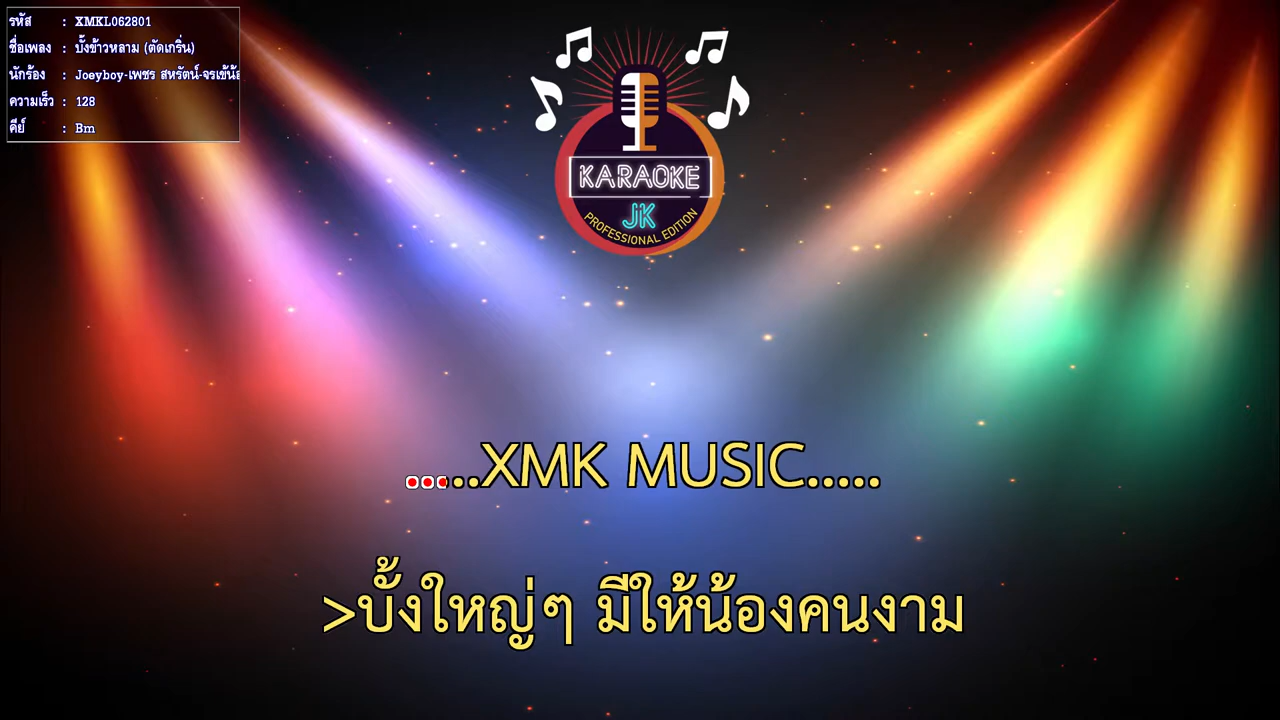 รหัส : XMKL062801
ชื่อเพลง : บั้งข้าวหลาม (ตัดเกริ่น)
นักร้อง : Joeyboy-เพชร สหรัตน์-จรเข้น้อ
ความเร็ว : 128
คีย์ : Bm
KARAOKE
JK
PROFESSIONAL EDITION
.....XMK MUSIC.....
>บั้งใหญ่ๆ มีให้น้องคนงาม